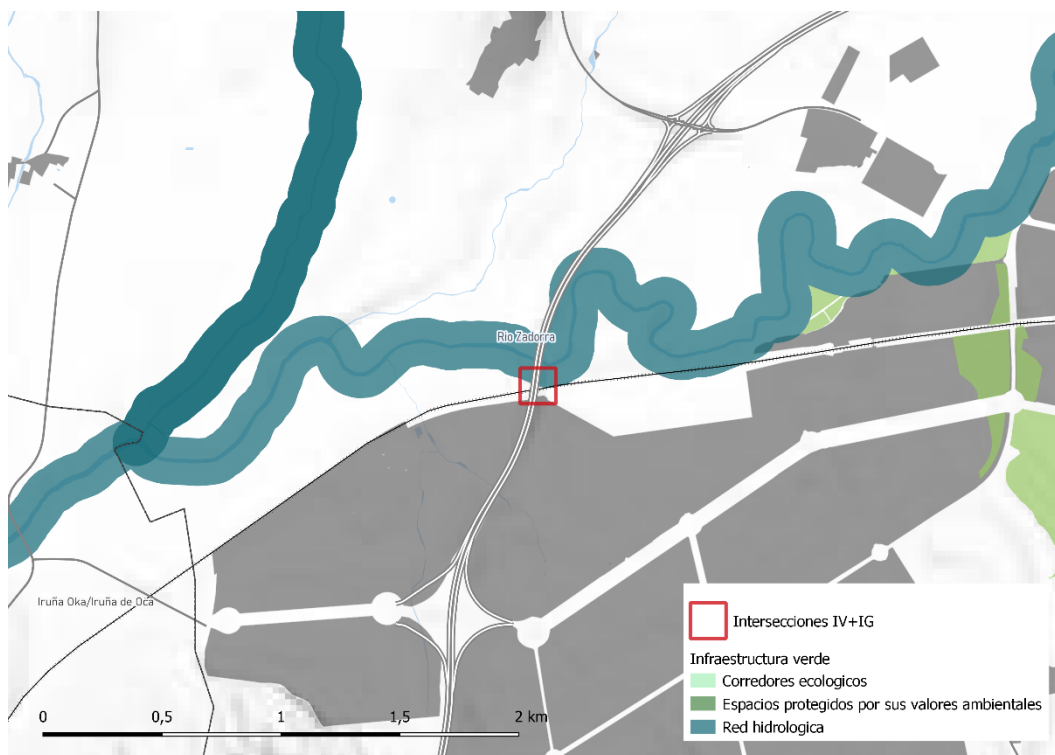 Río Zadorra
Iruña Oka/Iruña de Oca
0 0,5 1 1,5 2 km
Intersecciones IV+IG
Infraestructura verde
Corredores ecologicos
Espacios protegidos por sus valores ambientales
Red hidrologica